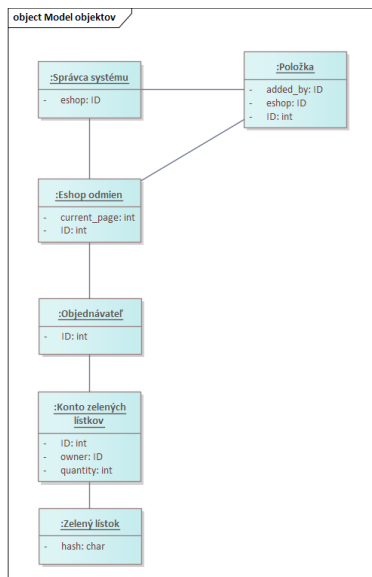 object Model objektov
:Správca systému
- eshop: ID
:Položka
- added_by: ID
- eshop: ID
- ID: int
:Eshop odmien
- current_page: int
- ID: int
:Objednávateľ
- ID: int
:Konto zelených
lístkov
- ID: int
- owner: ID
- quantity: int
:Zelený lístok
- hash: char